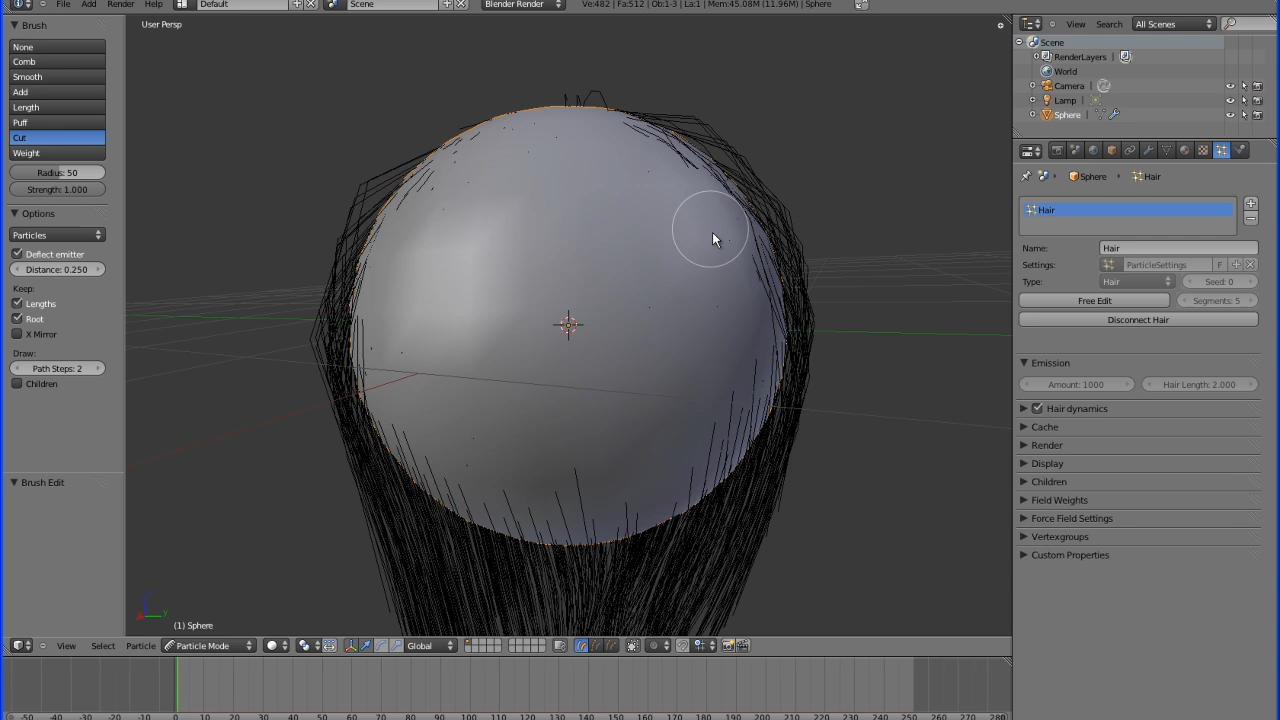 File Add Render Help Default Scene Blender Render Ve:482 | Fa:512 | Ob:1-3 | La:1 | Mem:45.08M (11.96M) | Sphere
Brush
None
Comb
Smooth
Add
Length
Puff
Cut
Weight
Radius: 50
Strength: 1.000
Options
Particles
Deflect emitter
Distance: 0.250
Keep:
Lengths
Root
X Mirror
Draw:
Path Steps: 2
Children
Brush Edit
User Persp
y
(1) Sphere
View Select Particle Particle Mode Global
-50 -40 -30 -20 -10 0 10 20 30 40 50 60 70 80 90 100 110 120 130 140 150 160 170 180 190 200 210 220 230 240 250 260 270 280
View Search All Scenes
Scene
RenderLayers |
World
Camera |
Lamp |
Sphere |
Sphere Hair
Hair
Name: Hair
Settings: ParticleSettings F
Type: Hair Seed: 0
Free Edit Segments: 5
Disconnect Hair
Emission
Amount: 1000 Hair Length: 2.000
Hair dynamics
Cache
Render
Display
Children
Field Weights
Force Field Settings
Vertexgroups
Custom Properties